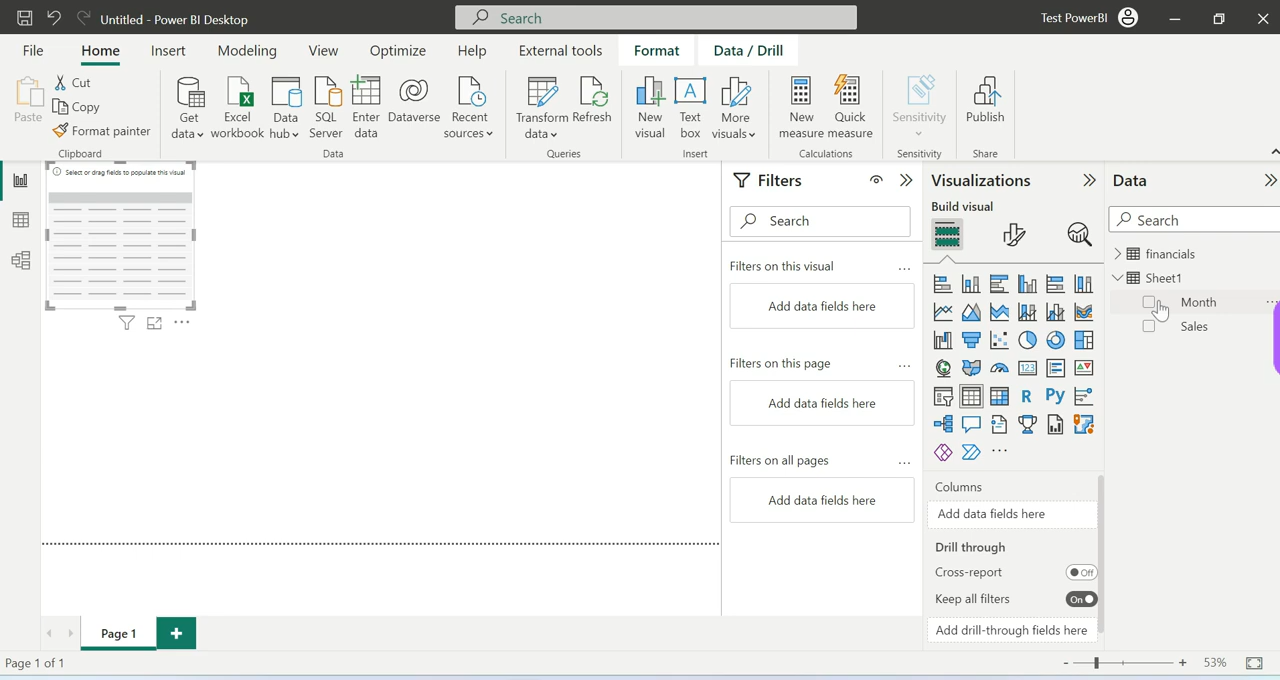 Untitled - Power BI Desktop
Search
Test PowerBI
File Home Insert Modeling View Optimize Help External tools Format Data / Drill
Paste
Cut
Copy
Format painter
Clipboard
Get data
Excel workbook
Data hub
SQL Server
Enter data
Dataverse
Recent sources
Data
Transform data
Refresh
Queries
New visual
A
Text box
More visuals
Insert
New measure
Quick measure
Calculations
Sensitivity
Sensitivity
Publish
Share
Select or drag fields to populate this visual
Filters
Search
Filters on this visual ...
Add data fields here
Filters on this page ...
Add data fields here
Filters on all pages ...
Add data fields here
Visualizations
Build visual
123
R Py
...
Columns
Add data fields here
Drill through
Cross-report Off
Keep all filters On
Add drill-through fields here
Data
Search
financials
Sheet1
Month
Sales
Page 1
Page 1 of 1
- + 53%